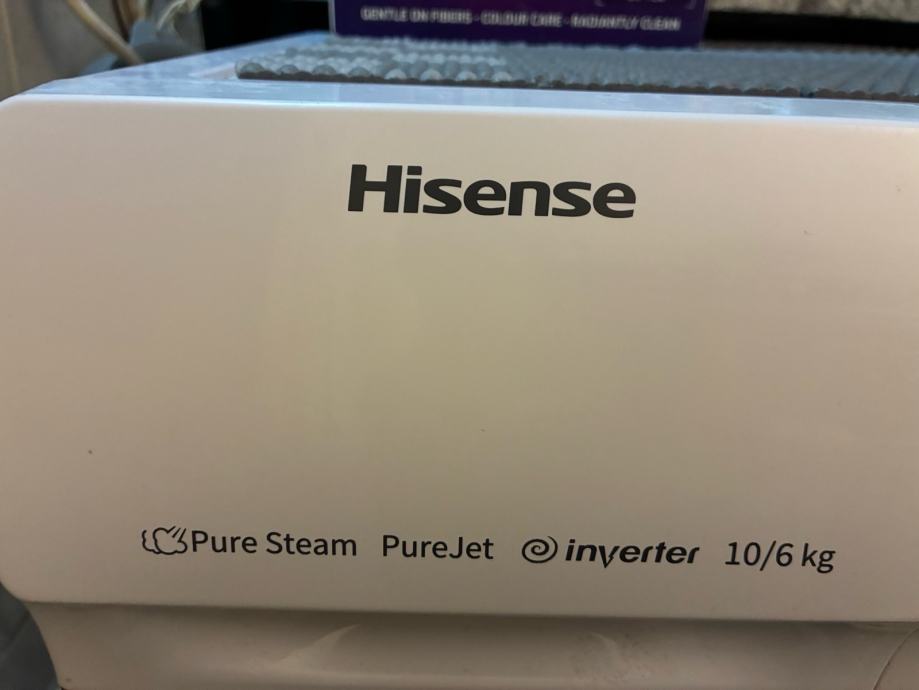 GENTLE ON FIBERS - COLOUR CARE - RADIANTLY CLEAN
Hisense
Pure Steam PureJet inverter 10/6 kg